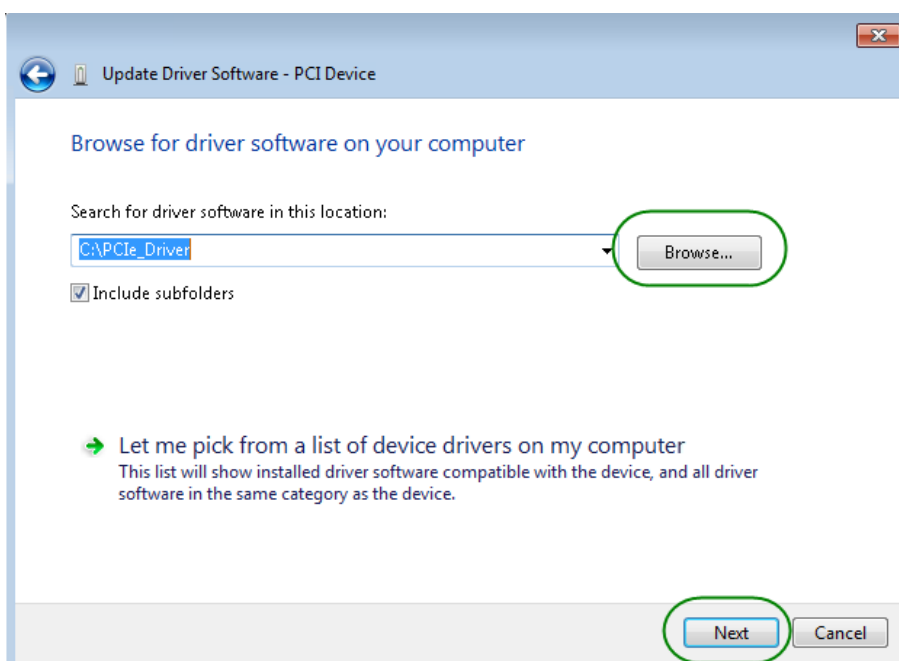 Update Driver Software - PCI Device
Browse for driver software on your computer
Search for driver software in this location:
C:\PCIe_Driver
Browse...
Include subfolders
Let me pick from a list of device drivers on my computer
This list will show installed driver software compatible with the device, and all driver
software in the same category as the device.
Next
Cancel